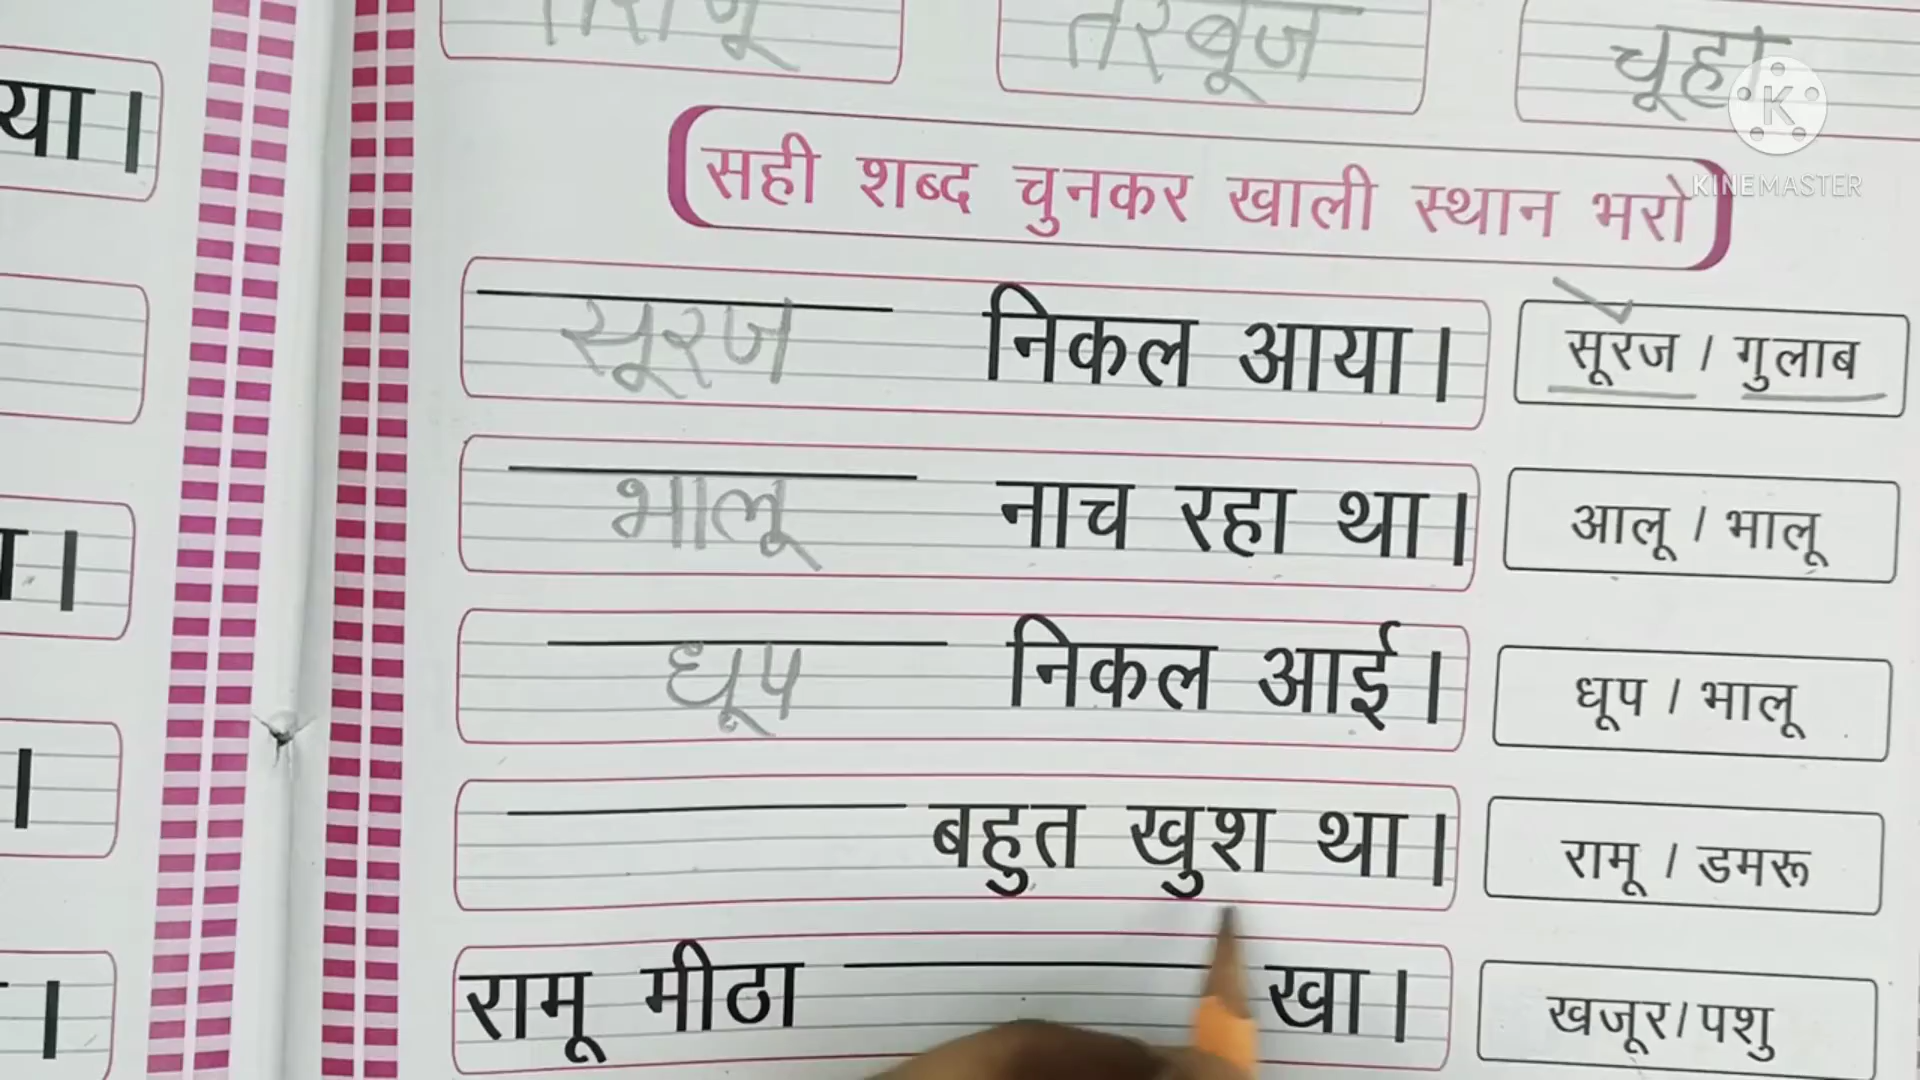 तरबूज चूहा
सही शब्द चुनकर खाली स्थान भरो
KINEMASTER
सूरज निकल आया। सूरज / गुलाब
भालू नाच रहा था। आलू / भालू
धूप निकल आई। धूप / भालू
बहुत खुश था। रामू / डमरू
रामू मीठा खा। खजूर/पशु